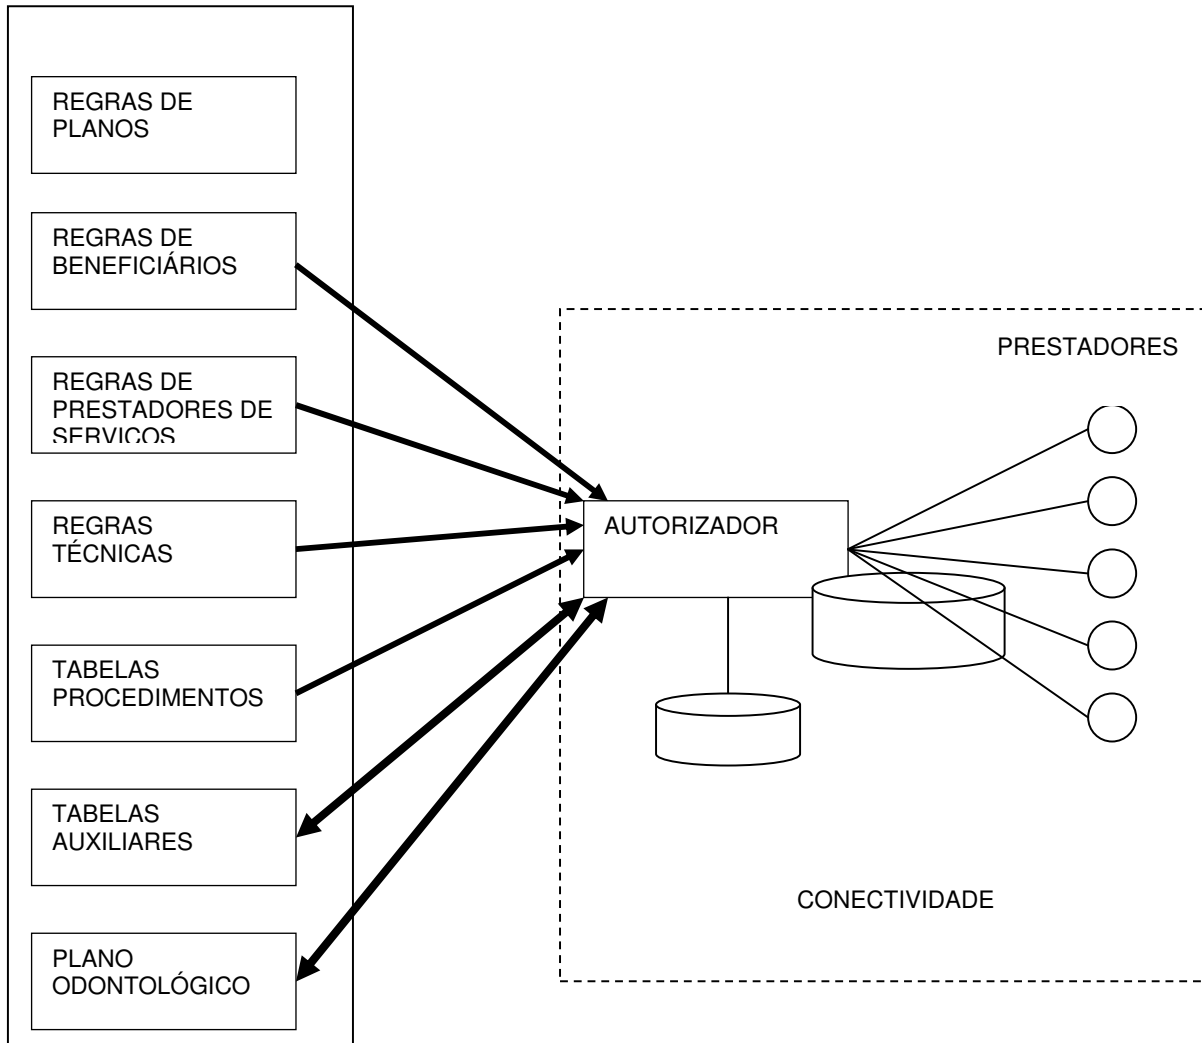 REGRAS DE
PLANOS
REGRAS DE
BENEFICIÁRIOS
REGRAS DE
PRESTADORES DE
SERVIÇOS
REGRAS
TÉCNICAS
TABELAS
PROCEDIMENTOS
TABELAS
AUXILIARES
PLANO
ODONTOLÓGICO
PRESTADORES
AUTORIZADOR
CONECTIVIDADE